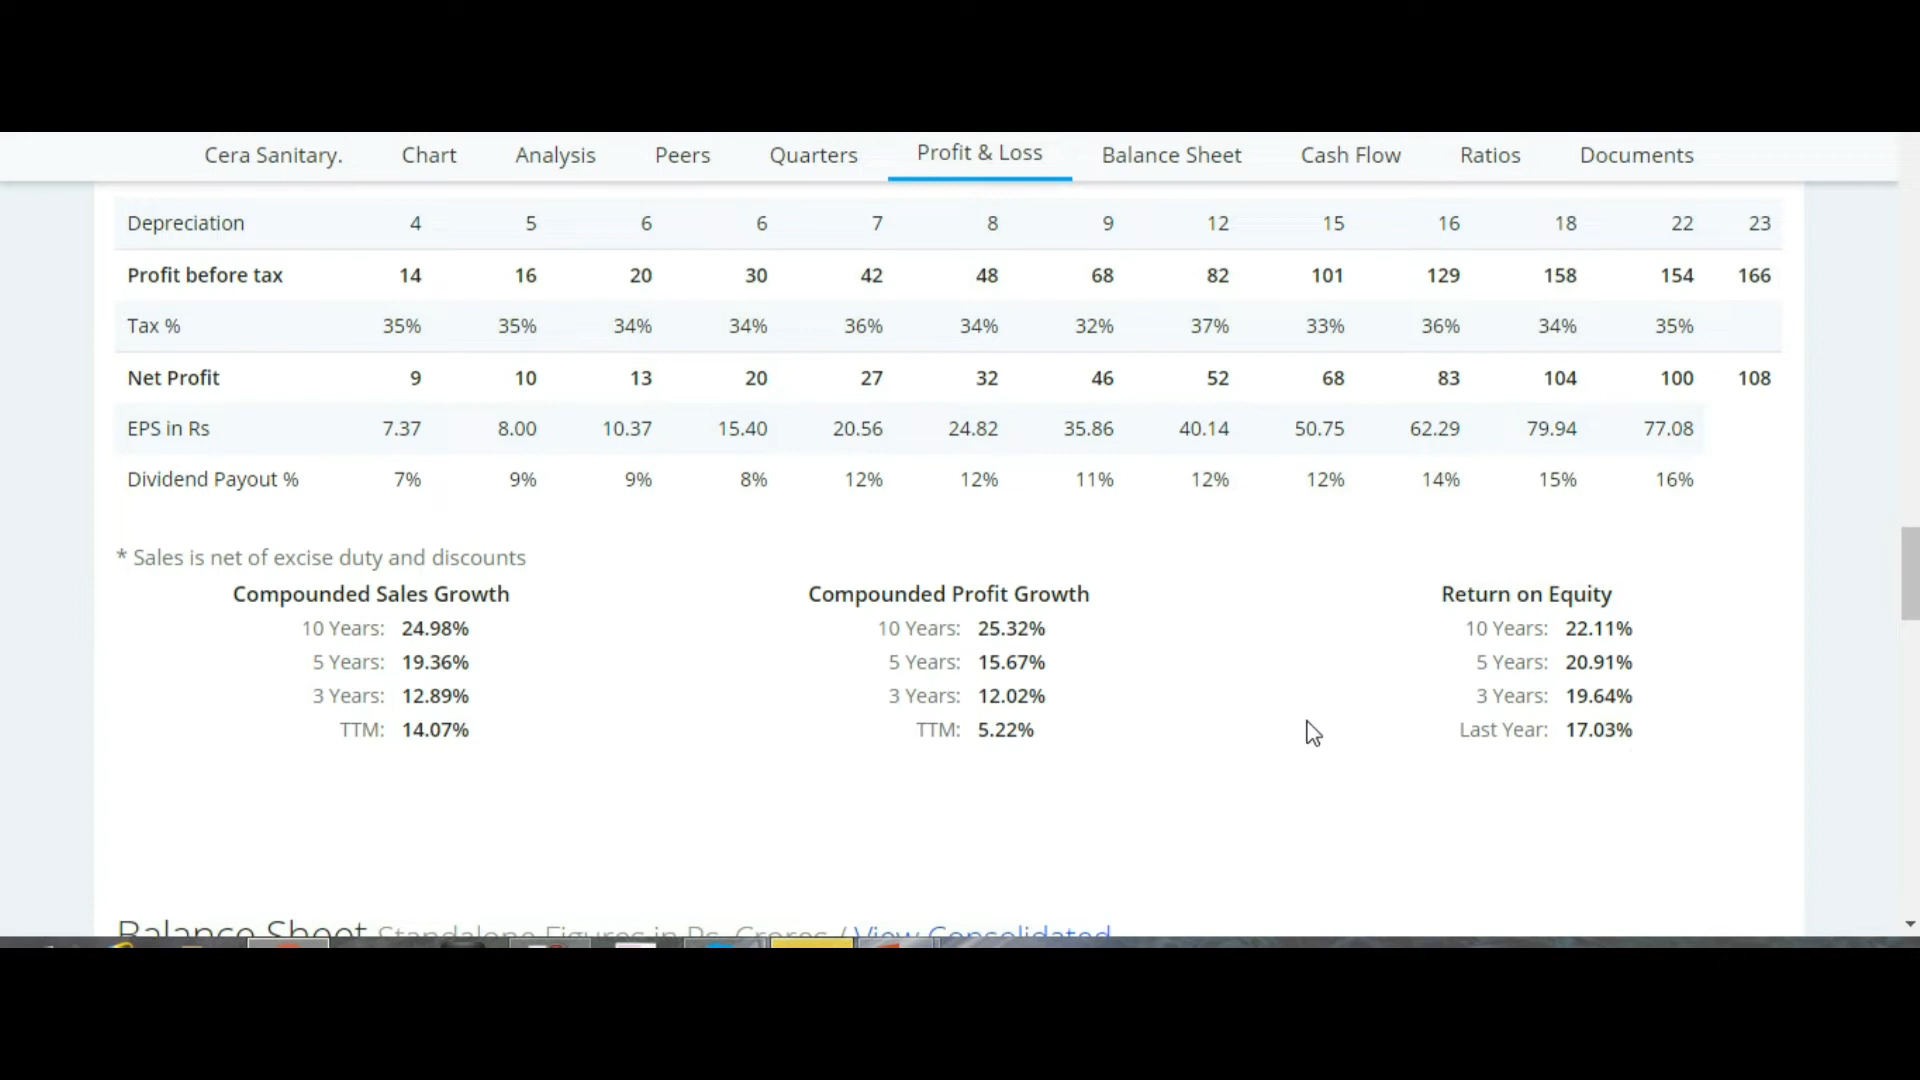 Cera Sanitary. Chart Analysis Peers Quarters Profit & Loss Balance Sheet Cash Flow Ratios Documents
Depreciation 4 5 6 6 7 8 9 12 15 16 18 22 23
Profit before tax 14 16 20 30 42 48 68 82 101 129 158 154 166
Tax % 35% 35% 34% 34% 36% 34% 32% 37% 33% 36% 34% 35%
Net Profit 9 10 13 20 27 32 46 52 68 83 104 100 108
EPS in Rs 7.37 8.00 10.37 15.40 20.56 24.82 35.86 40.14 50.75 62.29 79.94 77.08
Dividend Payout % 7% 9% 9% 8% 12% 12% 11% 12% 12% 14% 15% 16%
* Sales is net of excise duty and discounts
Compounded Sales Growth Compounded Profit Growth Return on Equity
10 Years: 24.98% 10 Years: 25.32% 10 Years: 22.11%
5 Years: 19.36% 5 Years: 15.67% 5 Years: 20.91%
3 Years: 12.89% 3 Years: 12.02% 3 Years: 19.64%
TTM: 14.07% TTM: 5.22% Last Year: 17.03%
Balance Sheet Standalone Figures in Rs. Crores / View Consolidated